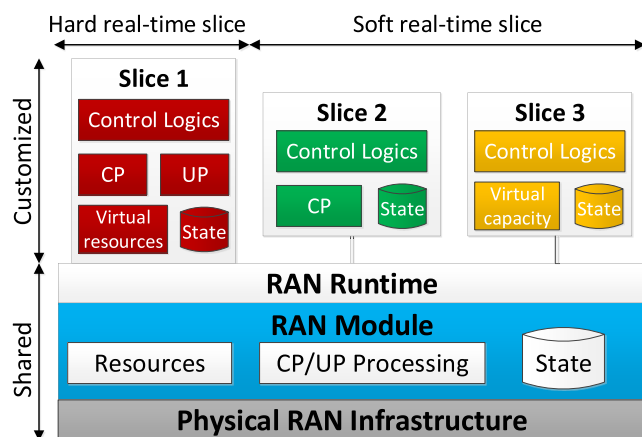 Hard real-time slice
Soft real-time slice
Customized
Slice 1
Control Logics
CP
UP
Virtual
resources
State
Slice 2
Control Logics
CP
State
Slice 3
Control Logics
Virtual
capacity
State
Shared
RAN Runtime
RAN Module
Resources
CP/UP Processing
State
Physical RAN Infrastructure